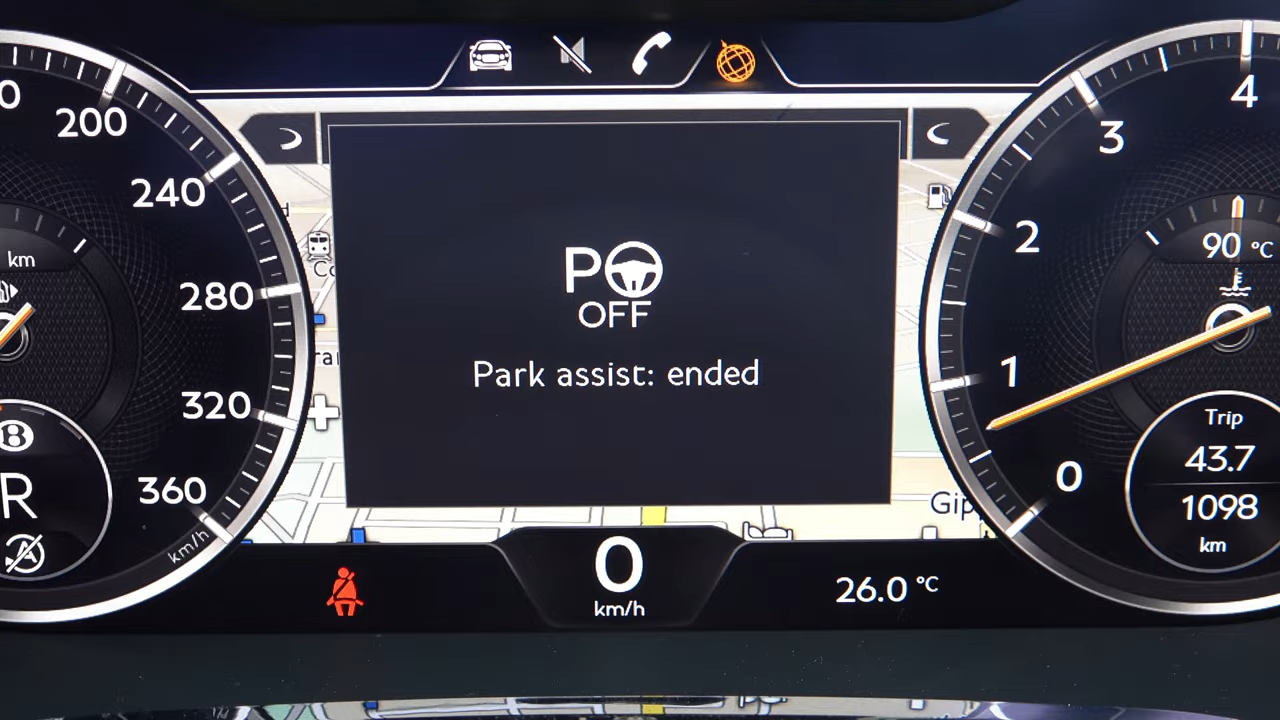 200
240
280
320
360
km/h
km
B
R
A
P
OFF
Park assist: ended
0
km/h
26.0 °C
0
1
2
3
4
90 °C
Trip
43.7
1098
km